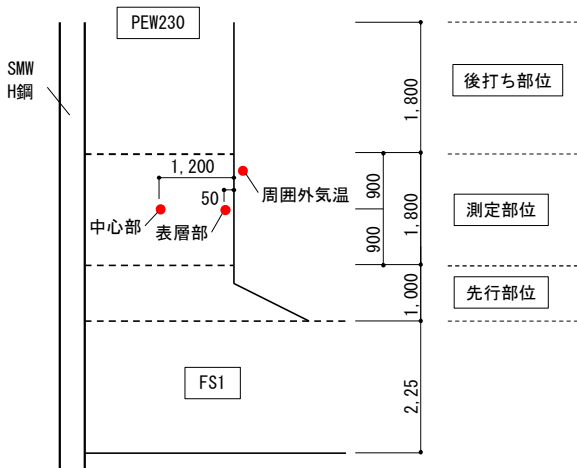 PEW230
SMW
H鋼
後打ち部位
1,800
1,200
周囲外気温
50
900
1,800
測定部位
中心部
表層部
900
1,000
先行部位
FS1
2,25